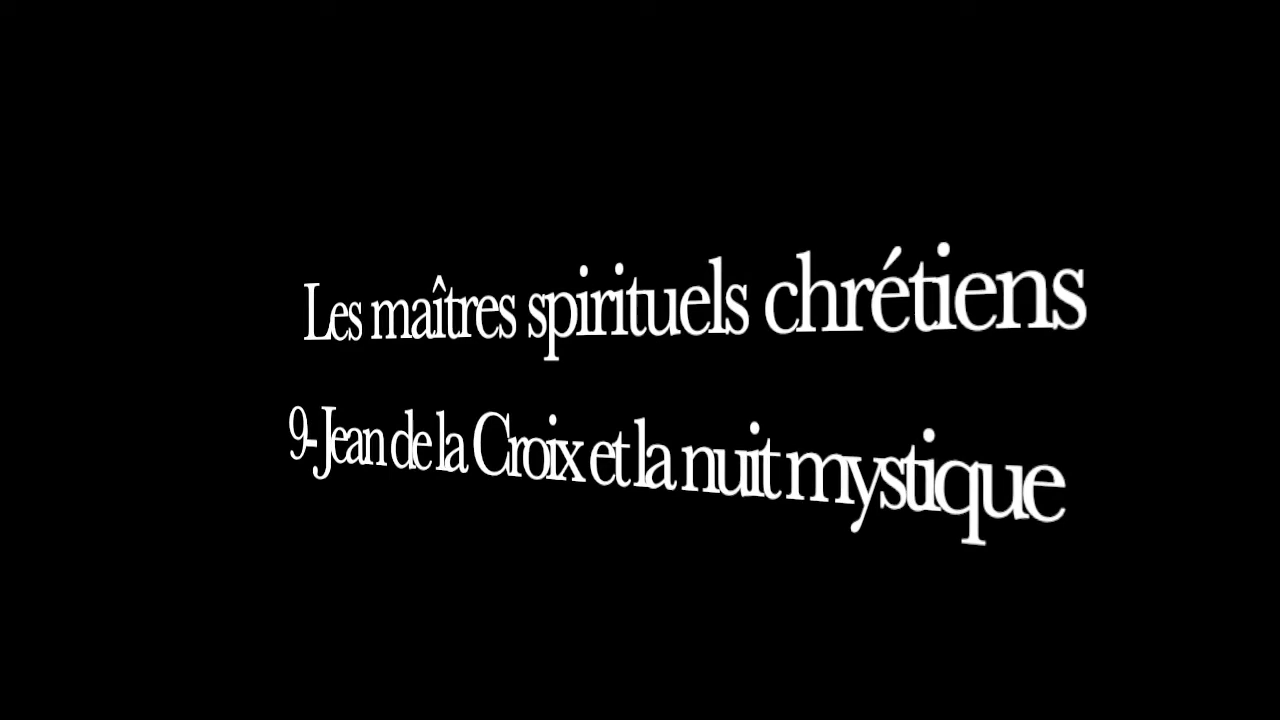 Les maîtres spirituels chrétiens
9- Jean de la Croix et la nuit mystique